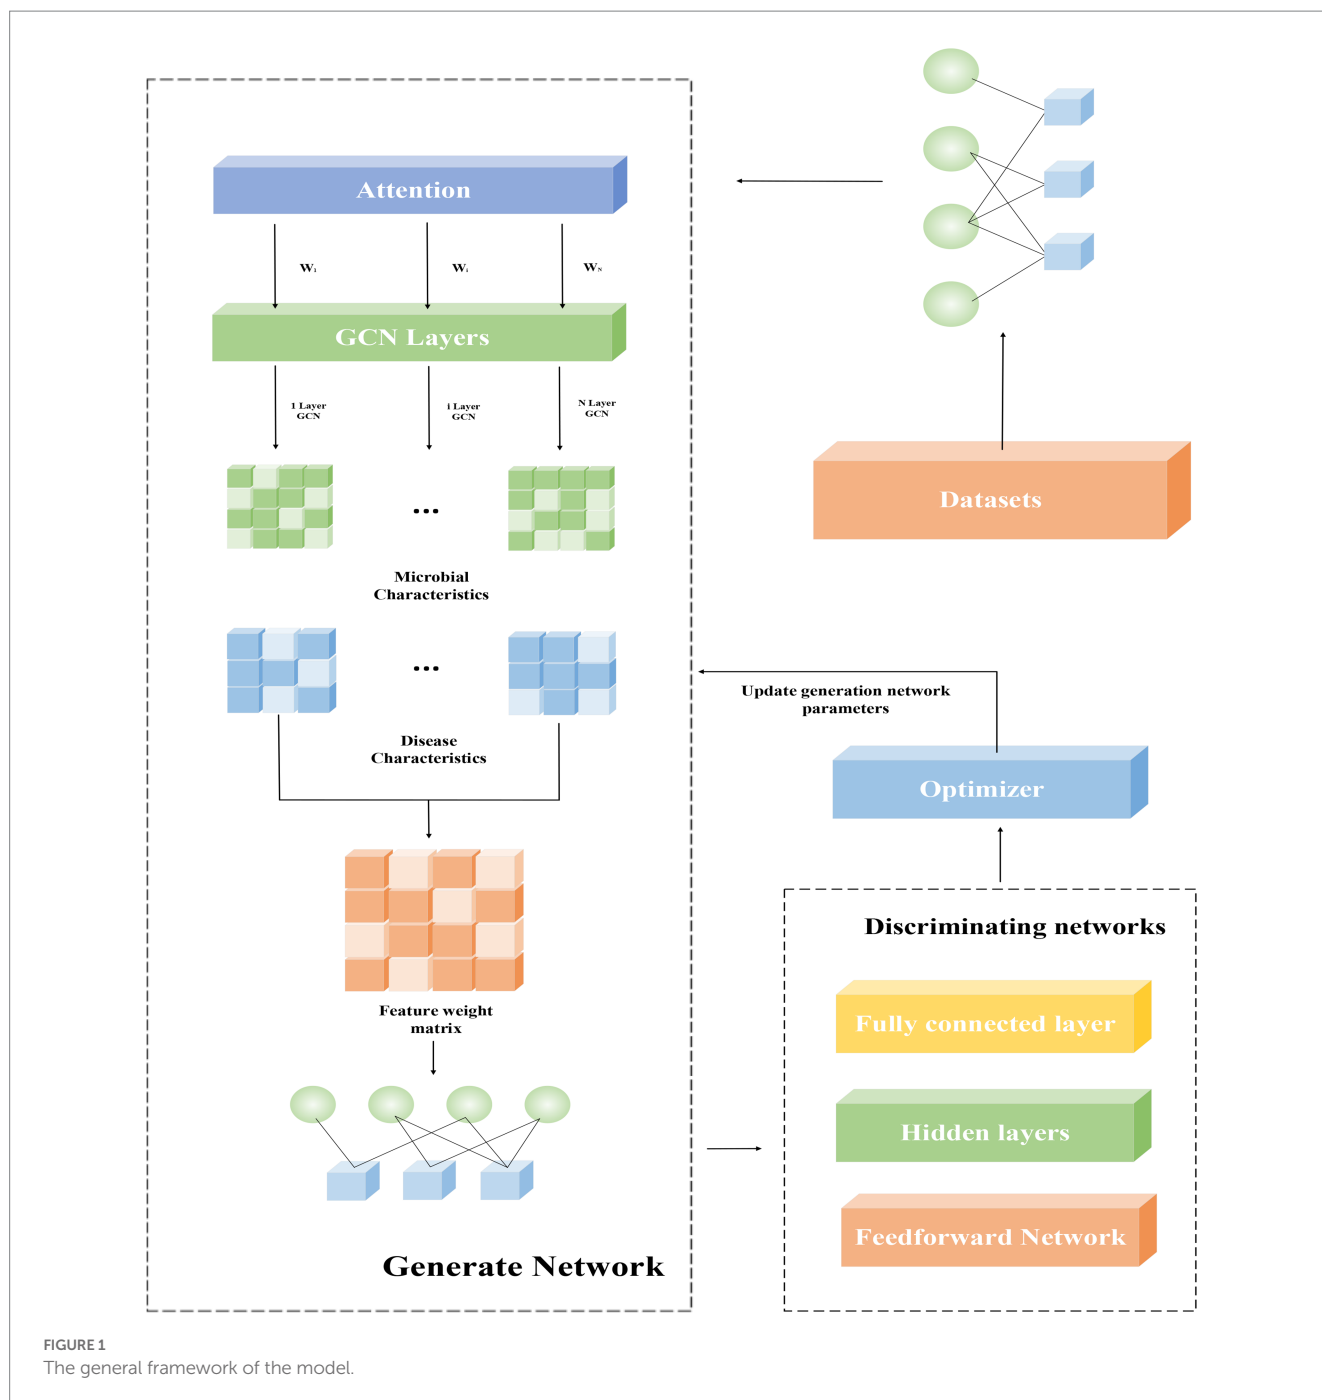 Attention
W₁
Wᵢ
W_N
GCN Layers
1 Layer
GCN
i Layer
GCN
N Layer
GCN
...
Microbial
Characteristics
...
Disease
Characteristics
Feature weight
matrix
Generate Network
Datasets
Update generation network
parameters
Optimizer
Discriminating networks
Fully connected layer
Hidden layers
Feedforward Network
FIGURE 1
The general framework of the model.